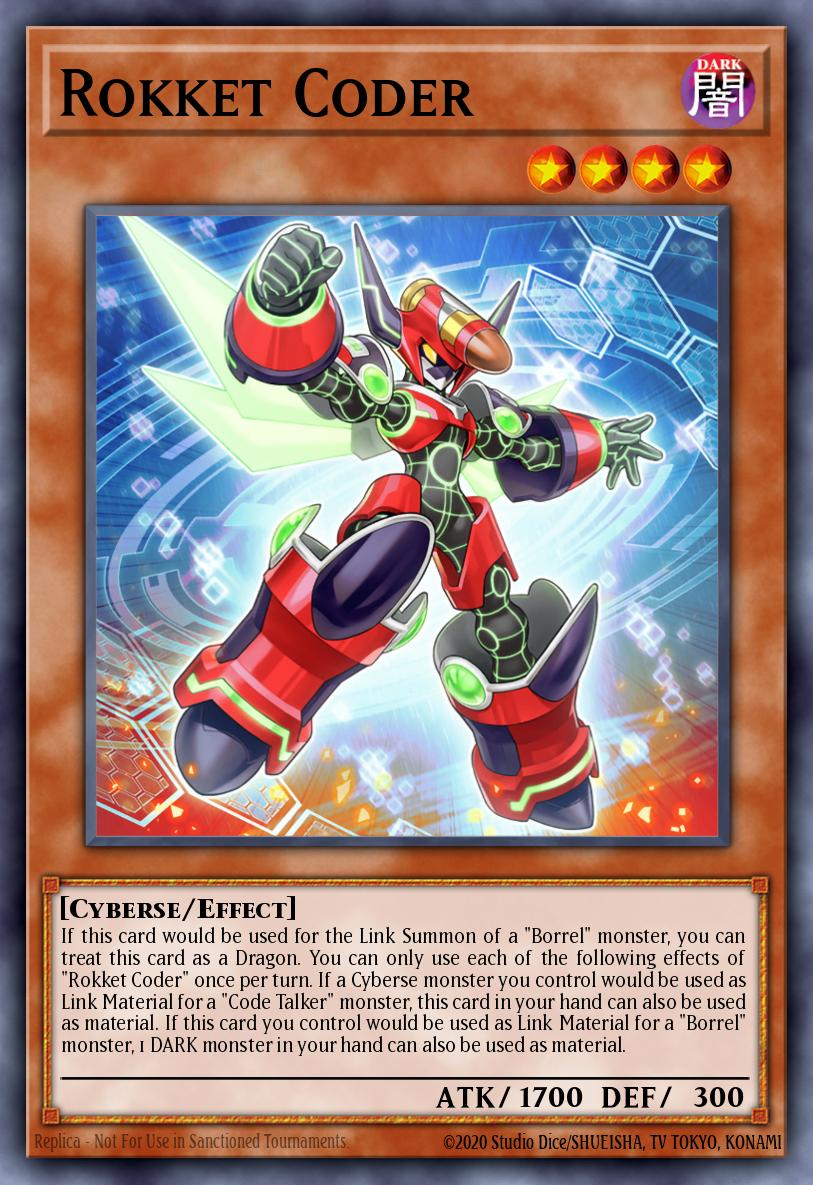 Rokket Coder
DARK
闇
[Cyberse/Effect]
If this card would be used for the Link Summon of a "Borrel" monster, you can
treat this card as a Dragon. You can only use each of the following effects of
"Rokket Coder" once per turn. If a Cyberse monster you control would be used as
Link Material for a "Code Talker" monster, this card in your hand can also be used
as material. If this card you control would be used as Link Material for a "Borrel"
monster, 1 DARK monster in your hand can also be used as material.
ATK/ 1700 DEF/ 300
Replica - Not For Use in Sanctioned Tournaments.
©2020 Studio Dice/SHUEISHA, TV TOKYO, KONAMI